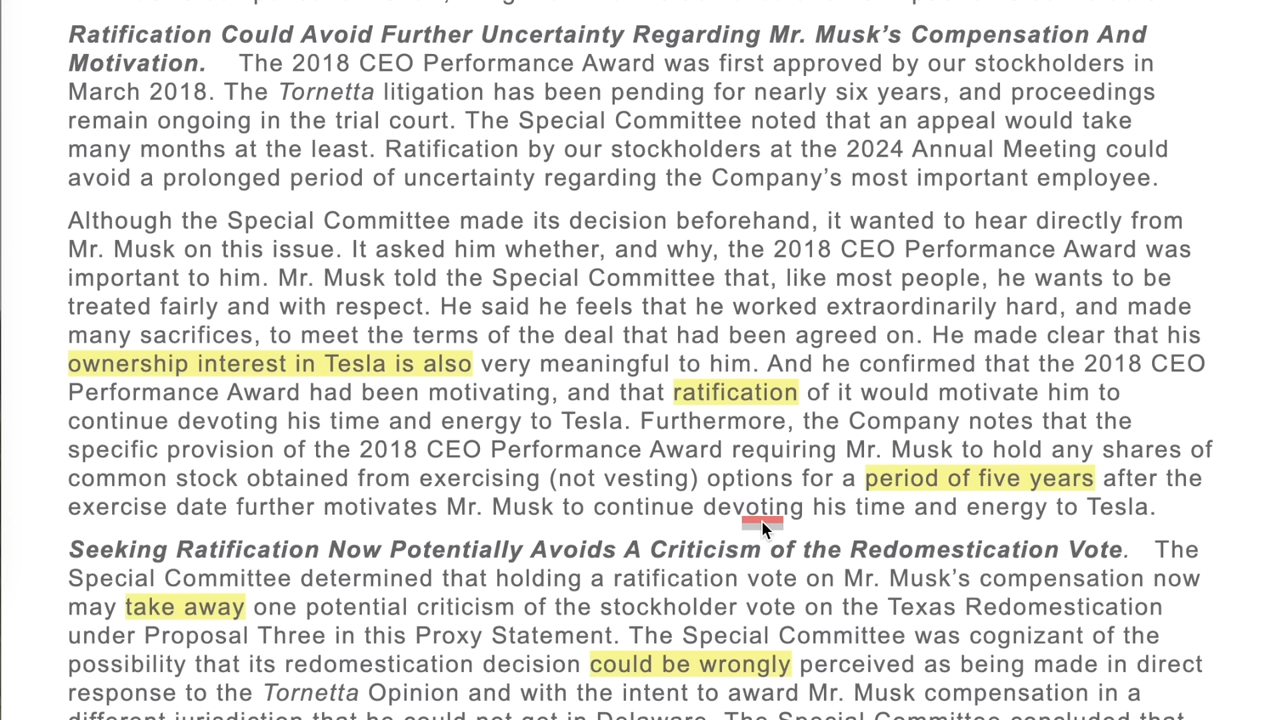 Ratification Could Avoid Further Uncertainty Regarding Mr. Musk’s Compensation And
Motivation. The 2018 CEO Performance Award was first approved by our stockholders in
March 2018. The Tornetta litigation has been pending for nearly six years, and proceedings
remain ongoing in the trial court. The Special Committee noted that an appeal would take
many months at the least. Ratification by our stockholders at the 2024 Annual Meeting could
avoid a prolonged period of uncertainty regarding the Company’s most important employee.
Although the Special Committee made its decision beforehand, it wanted to hear directly from
Mr. Musk on this issue. It asked him whether, and why, the 2018 CEO Performance Award was
important to him. Mr. Musk told the Special Committee that, like most people, he wants to be
treated fairly and with respect. He said he feels that he worked extraordinarily hard, and made
many sacrifices, to meet the terms of the deal that had been agreed on. He made clear that his
ownership interest in Tesla is also very meaningful to him. And he confirmed that the 2018 CEO
Performance Award had been motivating, and that ratification of it would motivate him to
continue devoting his time and energy to Tesla. Furthermore, the Company notes that the
specific provision of the 2018 CEO Performance Award requiring Mr. Musk to hold any shares of
common stock obtained from exercising (not vesting) options for a period of five years after the
exercise date further motivates Mr. Musk to continue devoting his time and energy to Tesla.
Seeking Ratification Now Potentially Avoids A Criticism of the Redomestication Vote. The
Special Committee determined that holding a ratification vote on Mr. Musk’s compensation now
may take away one potential criticism of the stockholder vote on the Texas Redomestication
under Proposal Three in this Proxy Statement. The Special Committee was cognizant of the
possibility that its redomestication decision could be wrongly perceived as being made in direct
response to the Tornetta Opinion and with the intent to award Mr. Musk compensation in a
different jurisdiction that he could not get in Delaware. The Special Committee concluded that